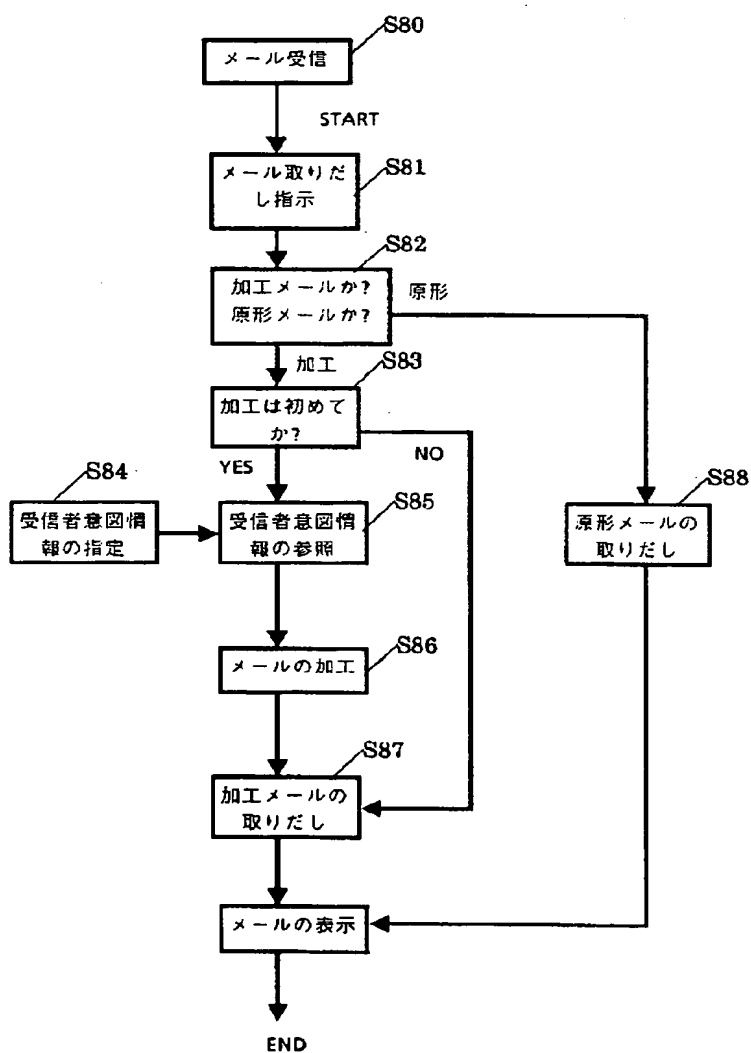 S80
メール受信
START
S81
メール取りだ
し指示
S82
加工メールか?
原形メールか?
原形
加工
S83
加工は初めて
か?
YES
NO
S84
受信者意図情
報の指定
S85
受信者意図情
報の参照
S88
原形メールの
取りだし
S86
メールの加工
S87
加工メールの
取りだし
メールの表示
END